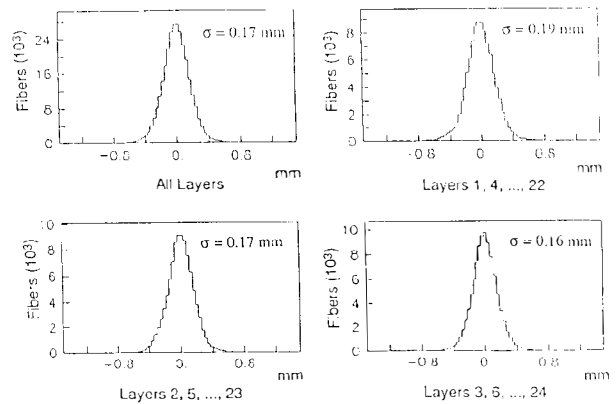 Fibers (10³)
24
16
8
0
σ = 0.17 mm
-0.8
0.
0.8
mm
All Layers
Fibers (10³)
8
6
4
2
0
σ = 0.19 mm
-0.8
0
0.8
mm
Layers 1, 4, ..., 22
Fibers (10³)
10
8
6
4
2
0
σ = 0.17 mm
-0.8
0.
0.8
mm
Layers 2, 5, ..., 23
Fibers (10³)
10
8
6
4
2
0
σ = 0.16 mm
-0.8
0
0.8
mm
Layers 3, 6, ..., 24